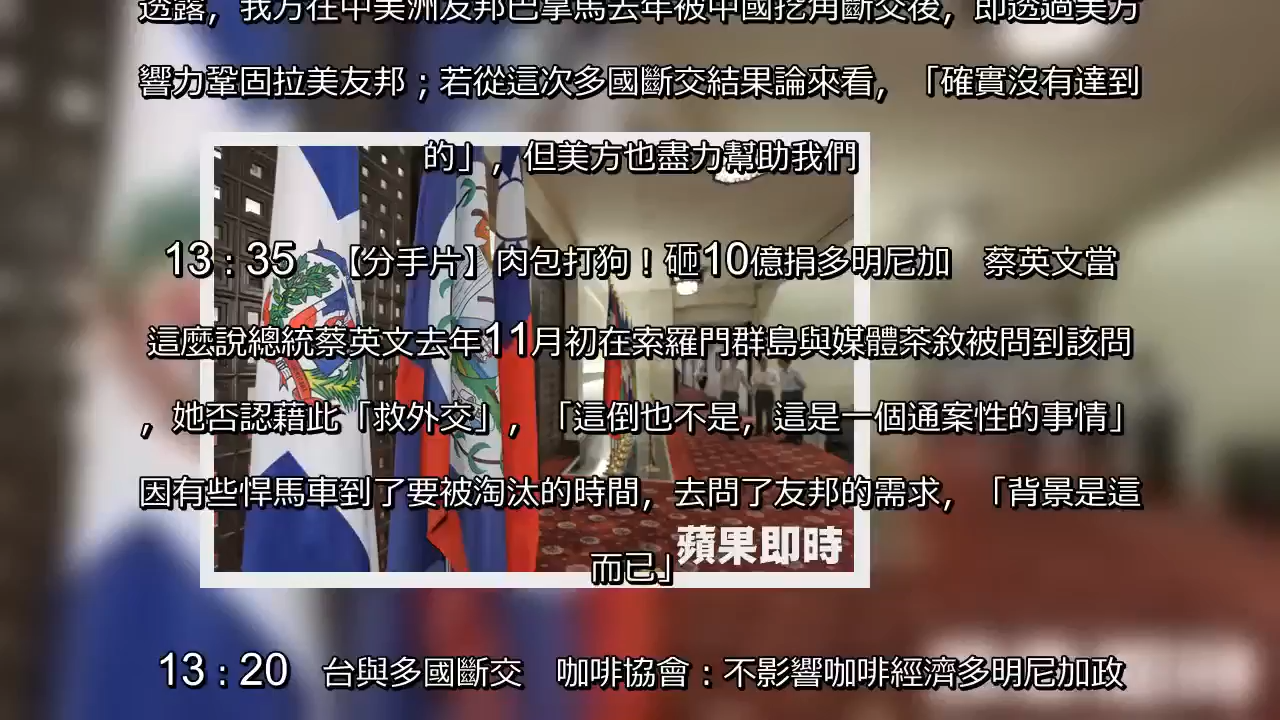 透露，我方在中美洲友邦巴拿馬去年被中國挖角斷交後，即透過美方
響力鞏固拉美友邦；若從這次多國斷交結果論來看，「確實沒有達到
的」，但美方也盡力幫助我們
13：35　【分手片】肉包打狗！砸10億捐多明尼加　蔡英文當
這麼說總統蔡英文去年11月初在索羅門群島與媒體茶敘被問到該問
，她否認藉此「救外交」，「這倒也不是，這是一個通案性的事情」
因有些悍馬車到了要被淘汰的時間，去問了友邦的需求，「背景是這
而已」
蘋果即時
13：20　台與多國斷交　咖啡協會：不影響咖啡經濟多明尼加政